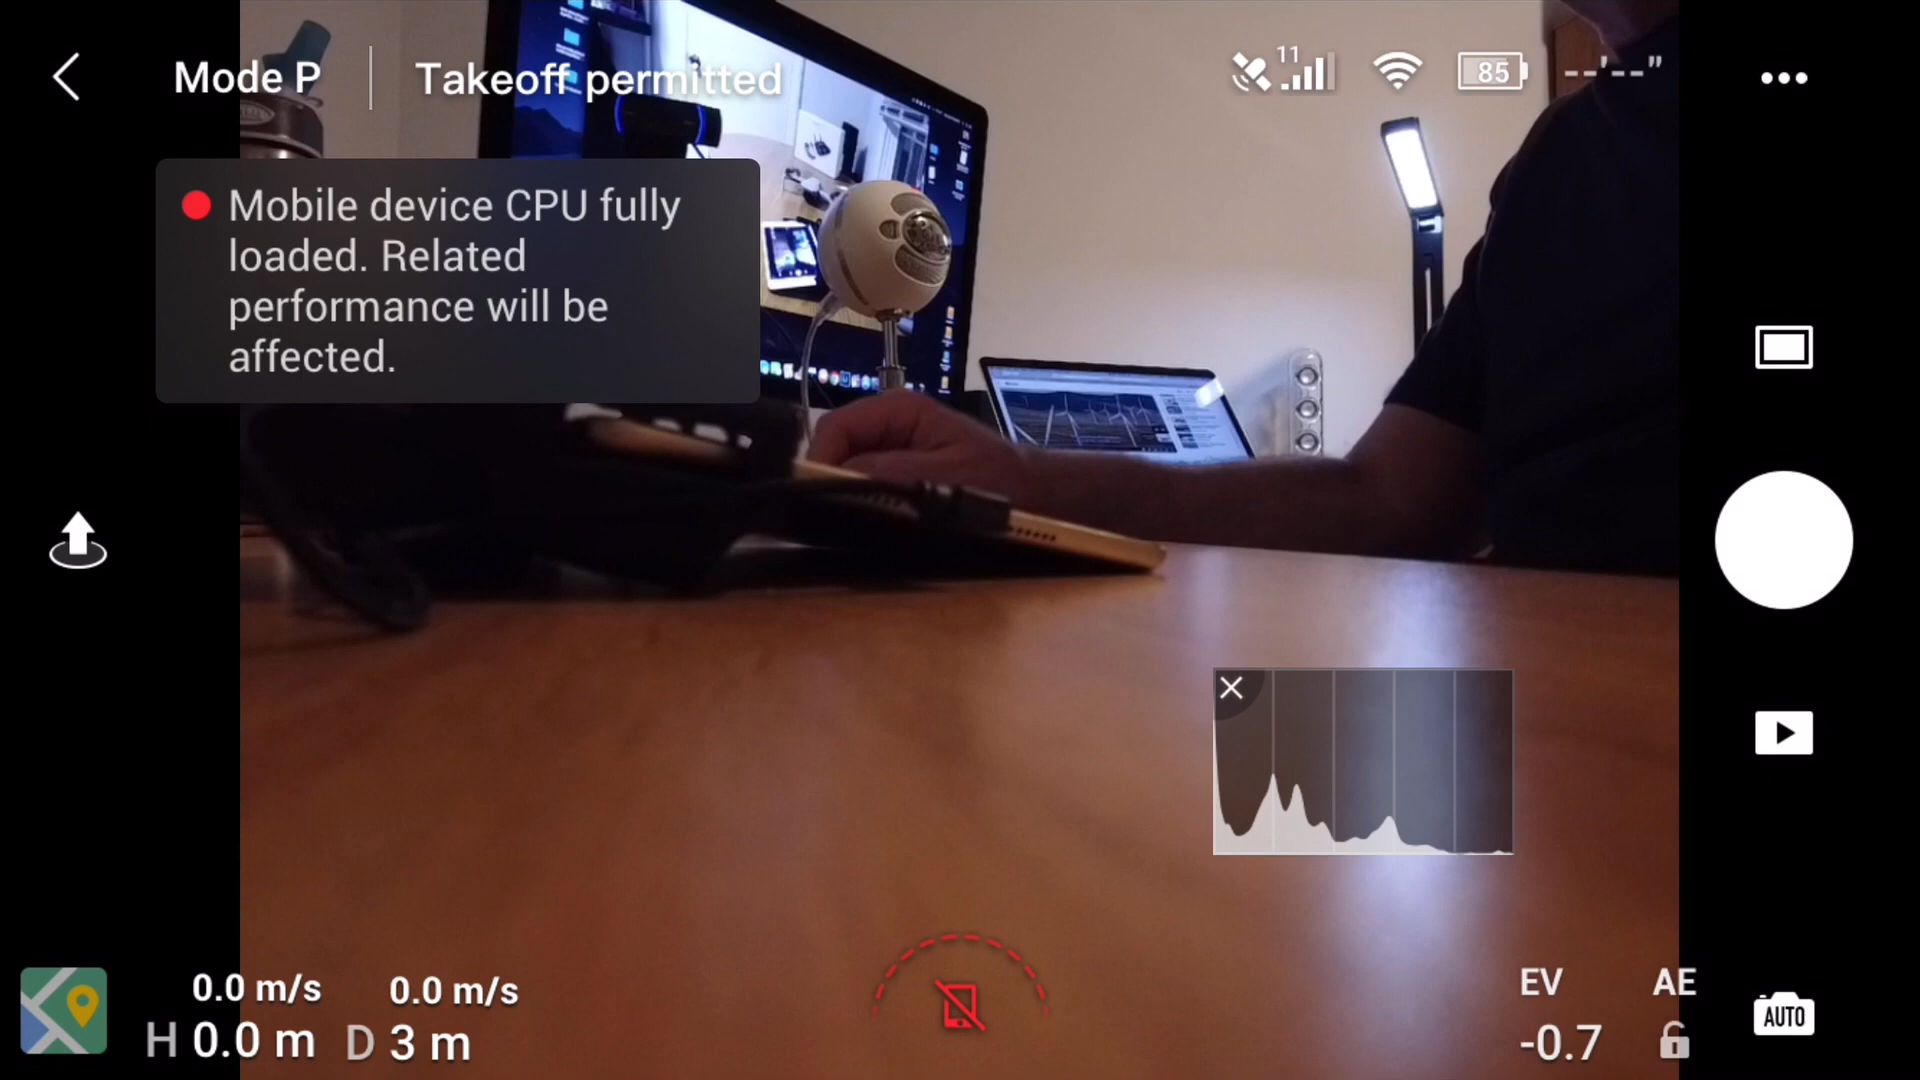 Mode P
Takeoff permitted
11
85
--'--"
Mobile device CPU fully
loaded. Related
performance will be
affected.
0.0 m/s
0.0 m/s
H 0.0 m
D 3 m
EV
AE
-0.7
AUTO